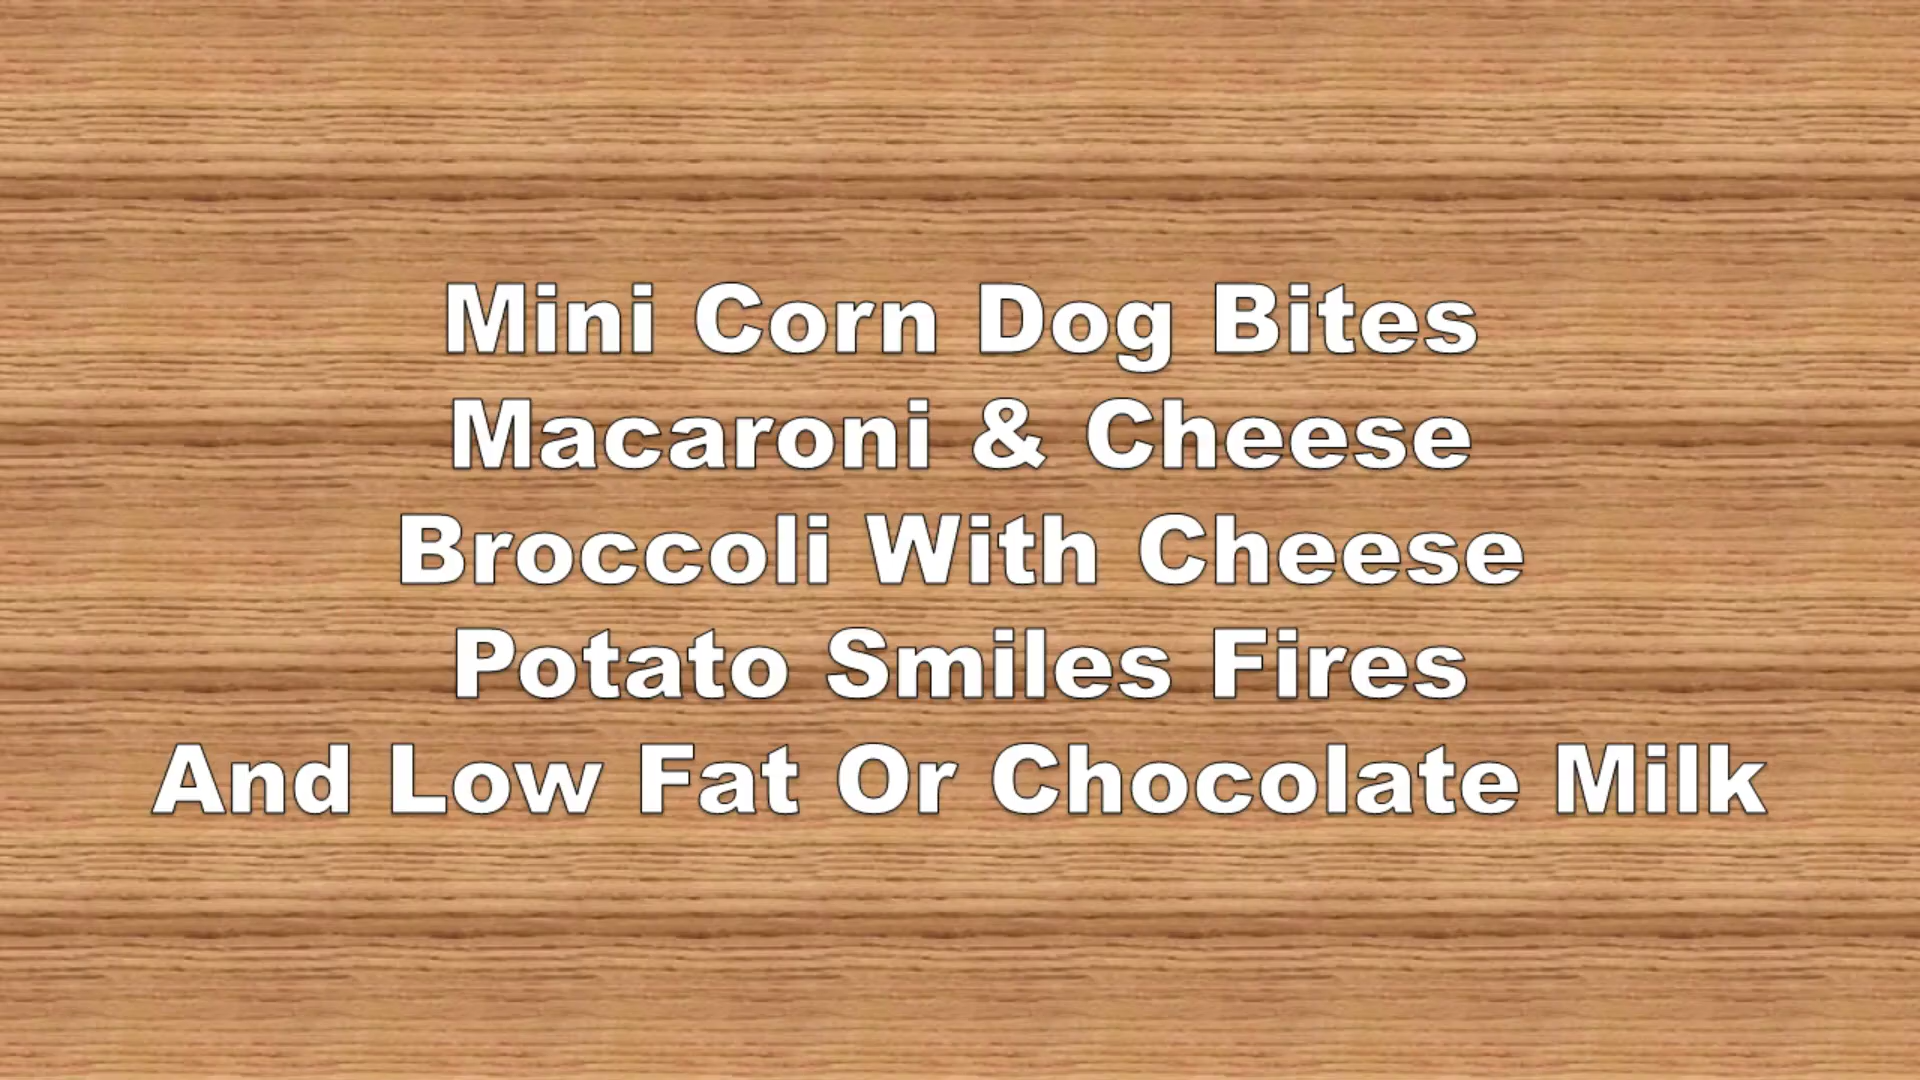 Mini Corn Dog Bites
Macaroni & Cheese
Broccoli With Cheese
Potato Smiles Fires
And Low Fat Or Chocolate Milk